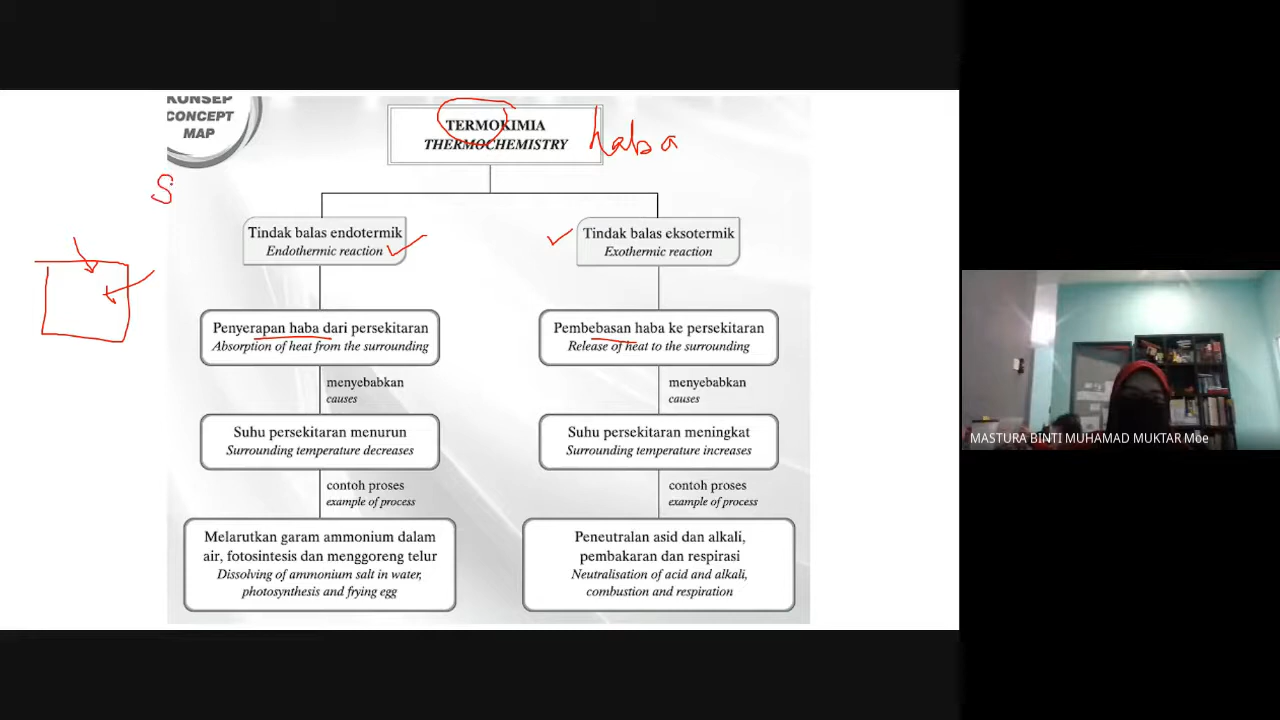 KONSEP
CONCEPT
MAP
TERMOKIMIA
THERMOCHEMISTRY
haba
S
Tindak balas endotermik
Endothermic reaction
Tindak balas eksotermik
Exothermic reaction
Penyerapan haba dari persekitaran
Absorption of heat from the surrounding
Pembebasan haba ke persekitaran
Release of heat to the surrounding
menyebabkan
causes
menyebabkan
causes
Suhu persekitaran menurun
Surrounding temperature decreases
Suhu persekitaran meningkat
Surrounding temperature increases
contoh proses
example of process
contoh proses
example of process
Melarutkan garam ammonium dalam
air, fotosintesis dan menggoreng telur
Dissolving of ammonium salt in water,
photosynthesis and frying egg
Peneutralan asid dan alkali,
pembakaran dan respirasi
Neutralisation of acid and alkali,
combustion and respiration
MASTURA BINTI MUHAMAD MUKTAR Moe